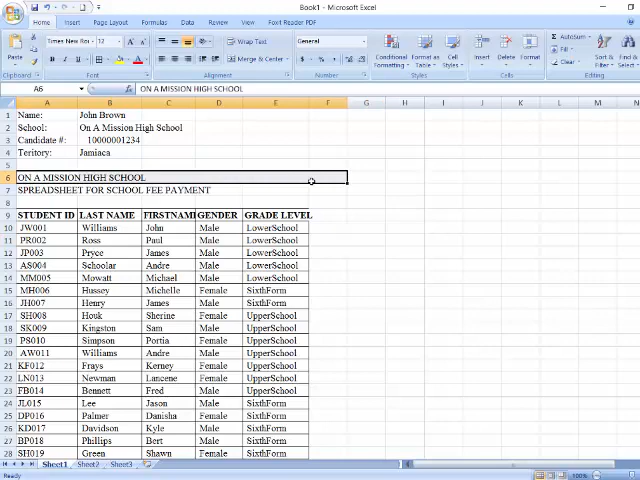 Book1 - Microsoft Excel
Home Insert Page Layout Formulas Data Review View Foxit Reader PDF
Paste
Clipboard
Times New Ro 12
Font
Wrap Text
Merge & Center
Alignment
General
Number
Conditional Formatting Format as Table Cell Styles
Styles
Insert Delete Format
Cells
AutoSum
Fill
Clear
Sort & Filter
Find & Select
Editing
A6 ON A MISSION HIGH SCHOOL
A B C D E F G H I J K L M N
1 Name: John Brown
2 School: On A Mission High School
3 Candidate #: 10000001234
4 Teritory: Jamiaca
5
6 ON A MISSION HIGH SCHOOL
7 SPREADSHEET FOR SCHOOL FEE PAYMENT
8
9 STUDENT ID LAST NAME FIRSTNAME GENDER GRADE LEVEL
10 JW001 Williams John Male LowerSchool
11 PR002 Ross Paul Male LowerSchool
12 JP003 Pryce James Male LowerSchool
13 AS004 Schoolar Andre Male LowerSchool
14 MM005 Mowatt Michael Male LowerSchool
15 MH006 Hussey Michelle Female SixthForm
16 JH007 Henry James Male SixthForm
17 SH008 Houk Sherine Female UpperSchool
18 SK009 Kingston Sam Male UpperSchool
19 PS010 Simpson Portia Female UpperSchool
20 AW011 Williams Andre Male UpperSchool
21 KF012 Frays Kerney Female UpperSchool
22 LN013 Newman Lancene Female UpperSchool
23 FB014 Bennett Fred Male UpperSchool
24 JL015 Lee Jason Male SixthForm
25 DP016 Palmer Danisha Female SixthForm
26 KD017 Davidson Kirk Male SixthForm
27 BP018 Phillips Bert Male SixthForm
28 SH019 Green Shawn Female SixthForm
Sheet1 Sheet2 Sheet3
Ready 100%